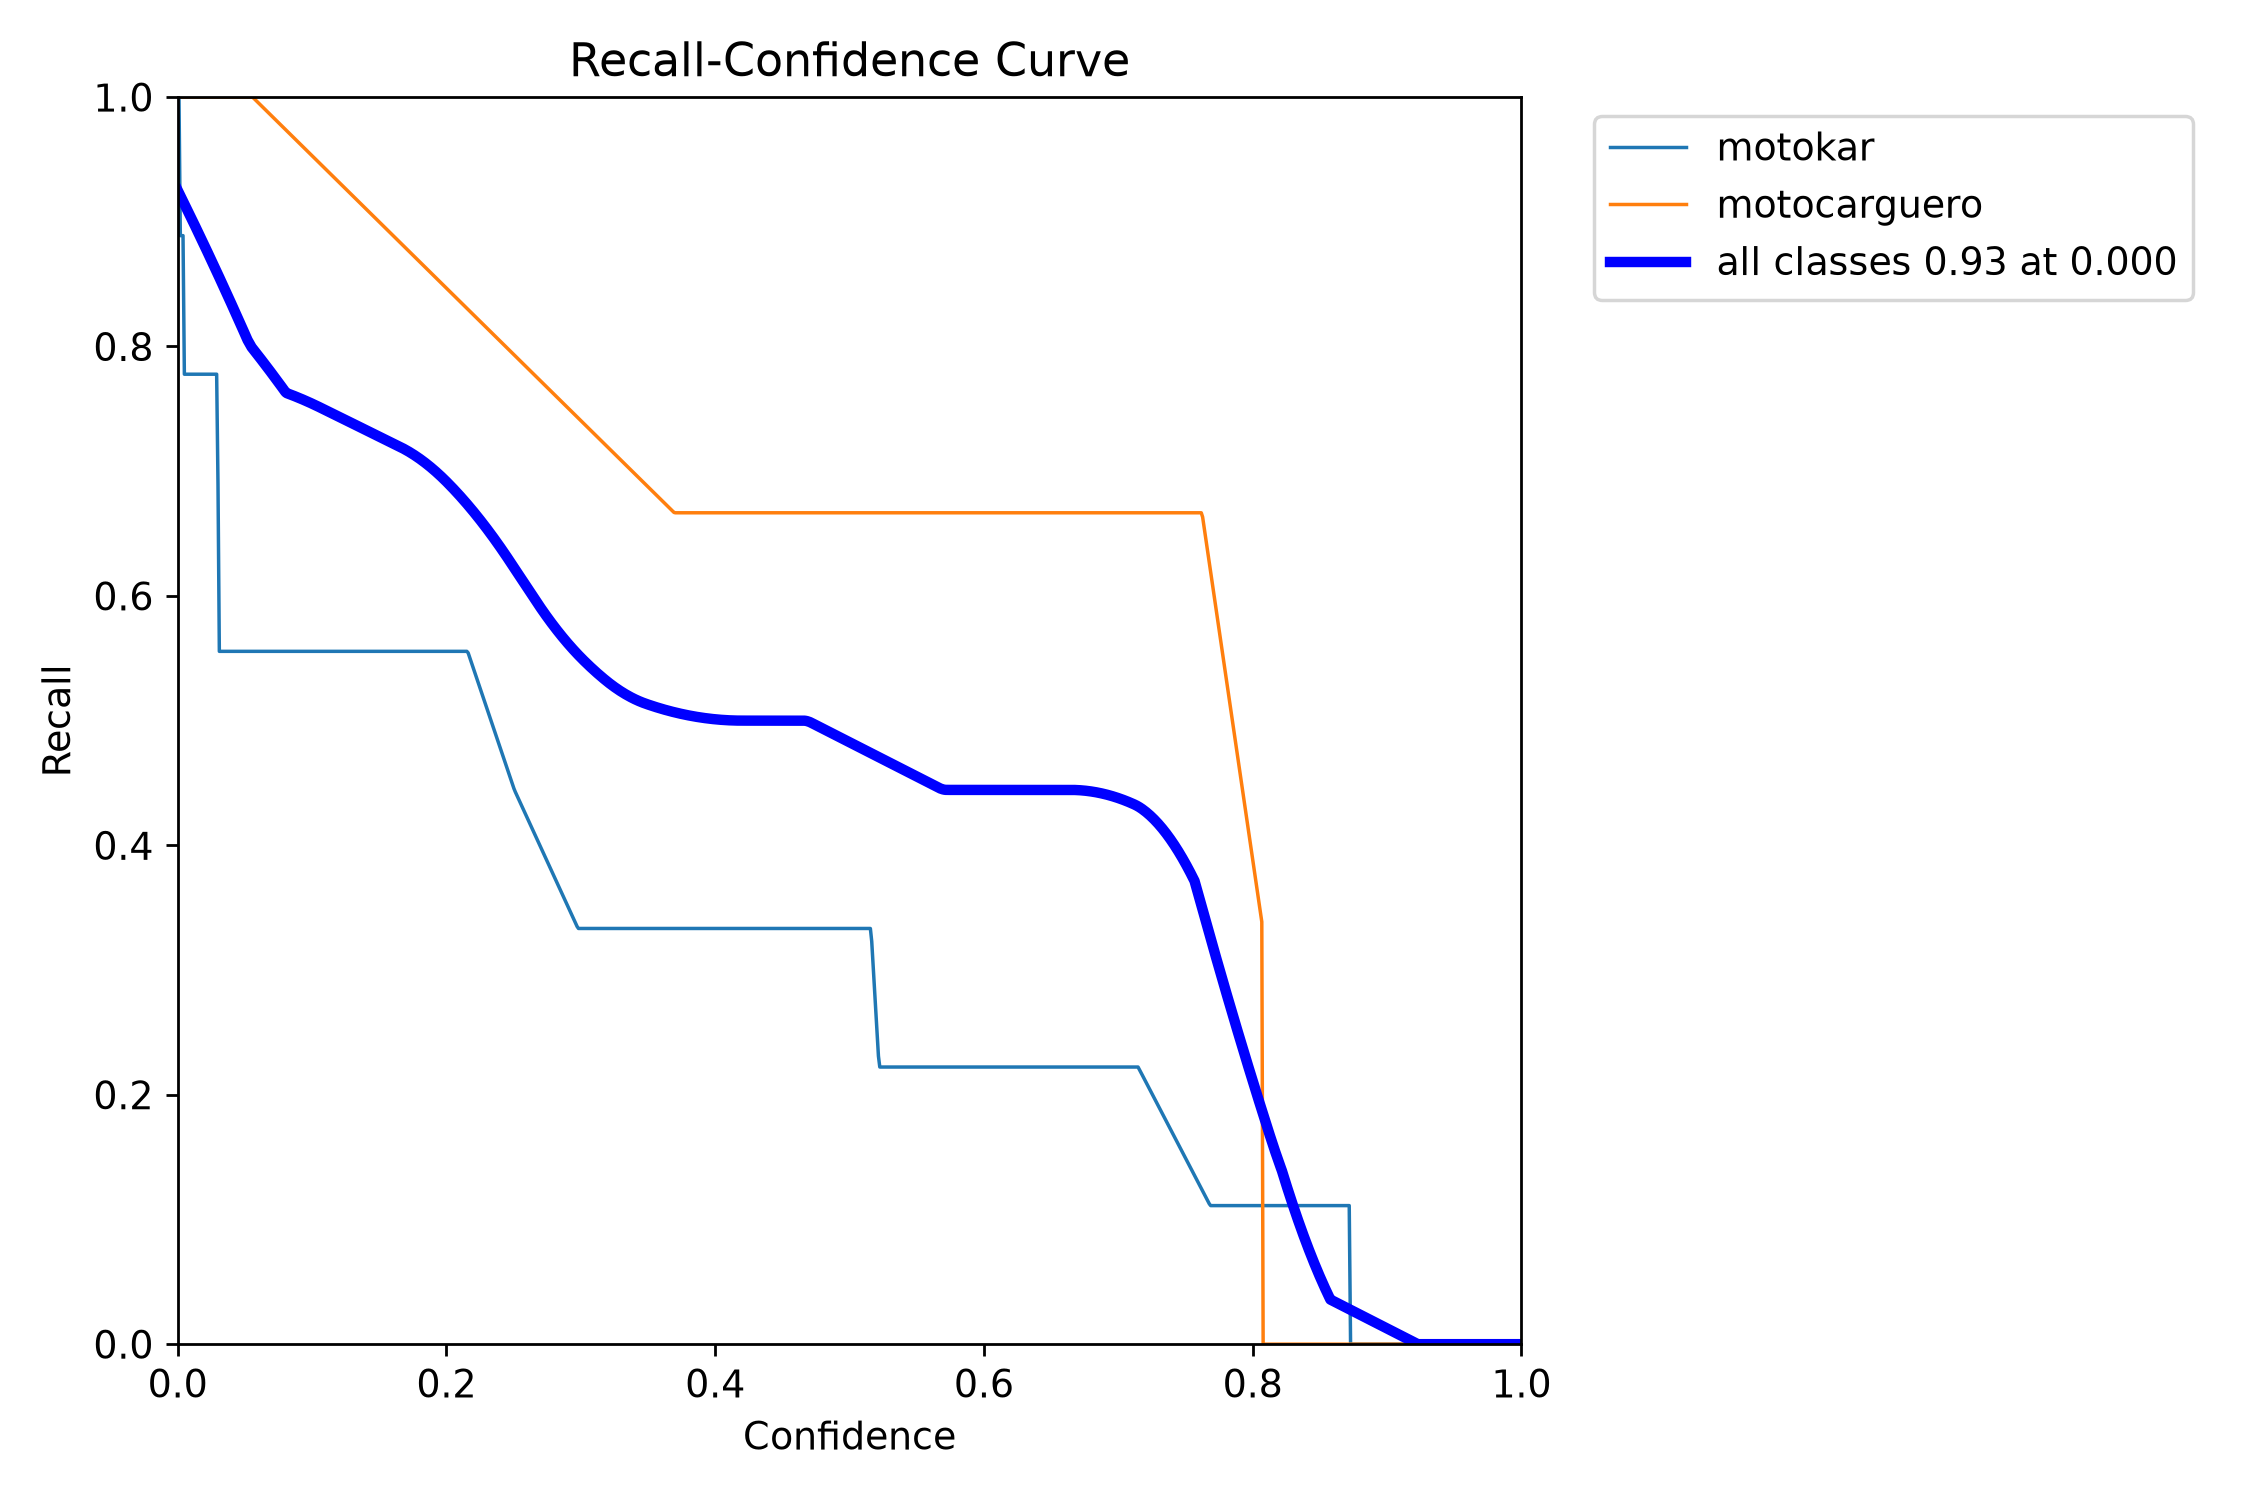 Recall-Confidence Curve
1.0
0.8
0.6
0.4
0.2
0.0
Recall
0.0 0.2 0.4 0.6 0.8 1.0
Confidence
motokar
motocarguero
all classes 0.93 at 0.000